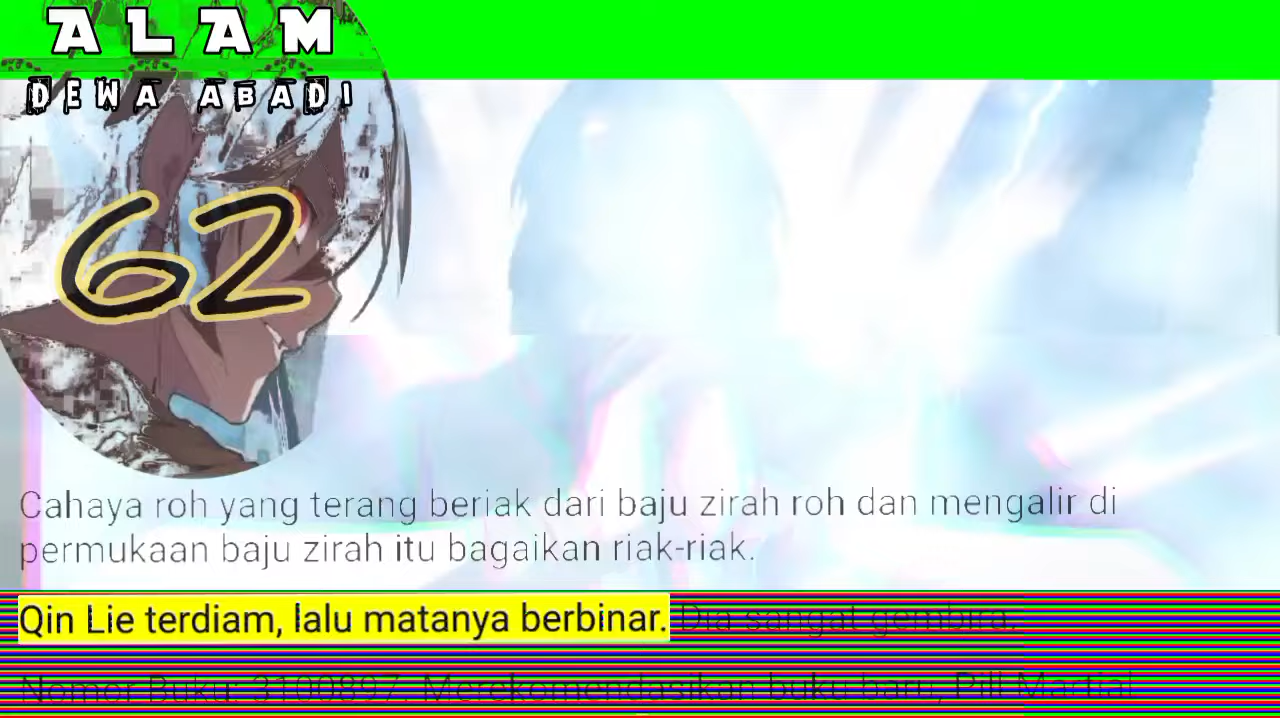 ALAM
DEWA ABADI
62
Cahaya roh yang terang beriak dari baju zirah roh dan mengalir di
permukaan baju zirah itu bagaikan riak-riak.
Qin Lie terdiam, lalu matanya berbinar. Dia sangat gembira.
Nomor Buku: 3100897. Merekomendasikan buku baru, Pill Martial